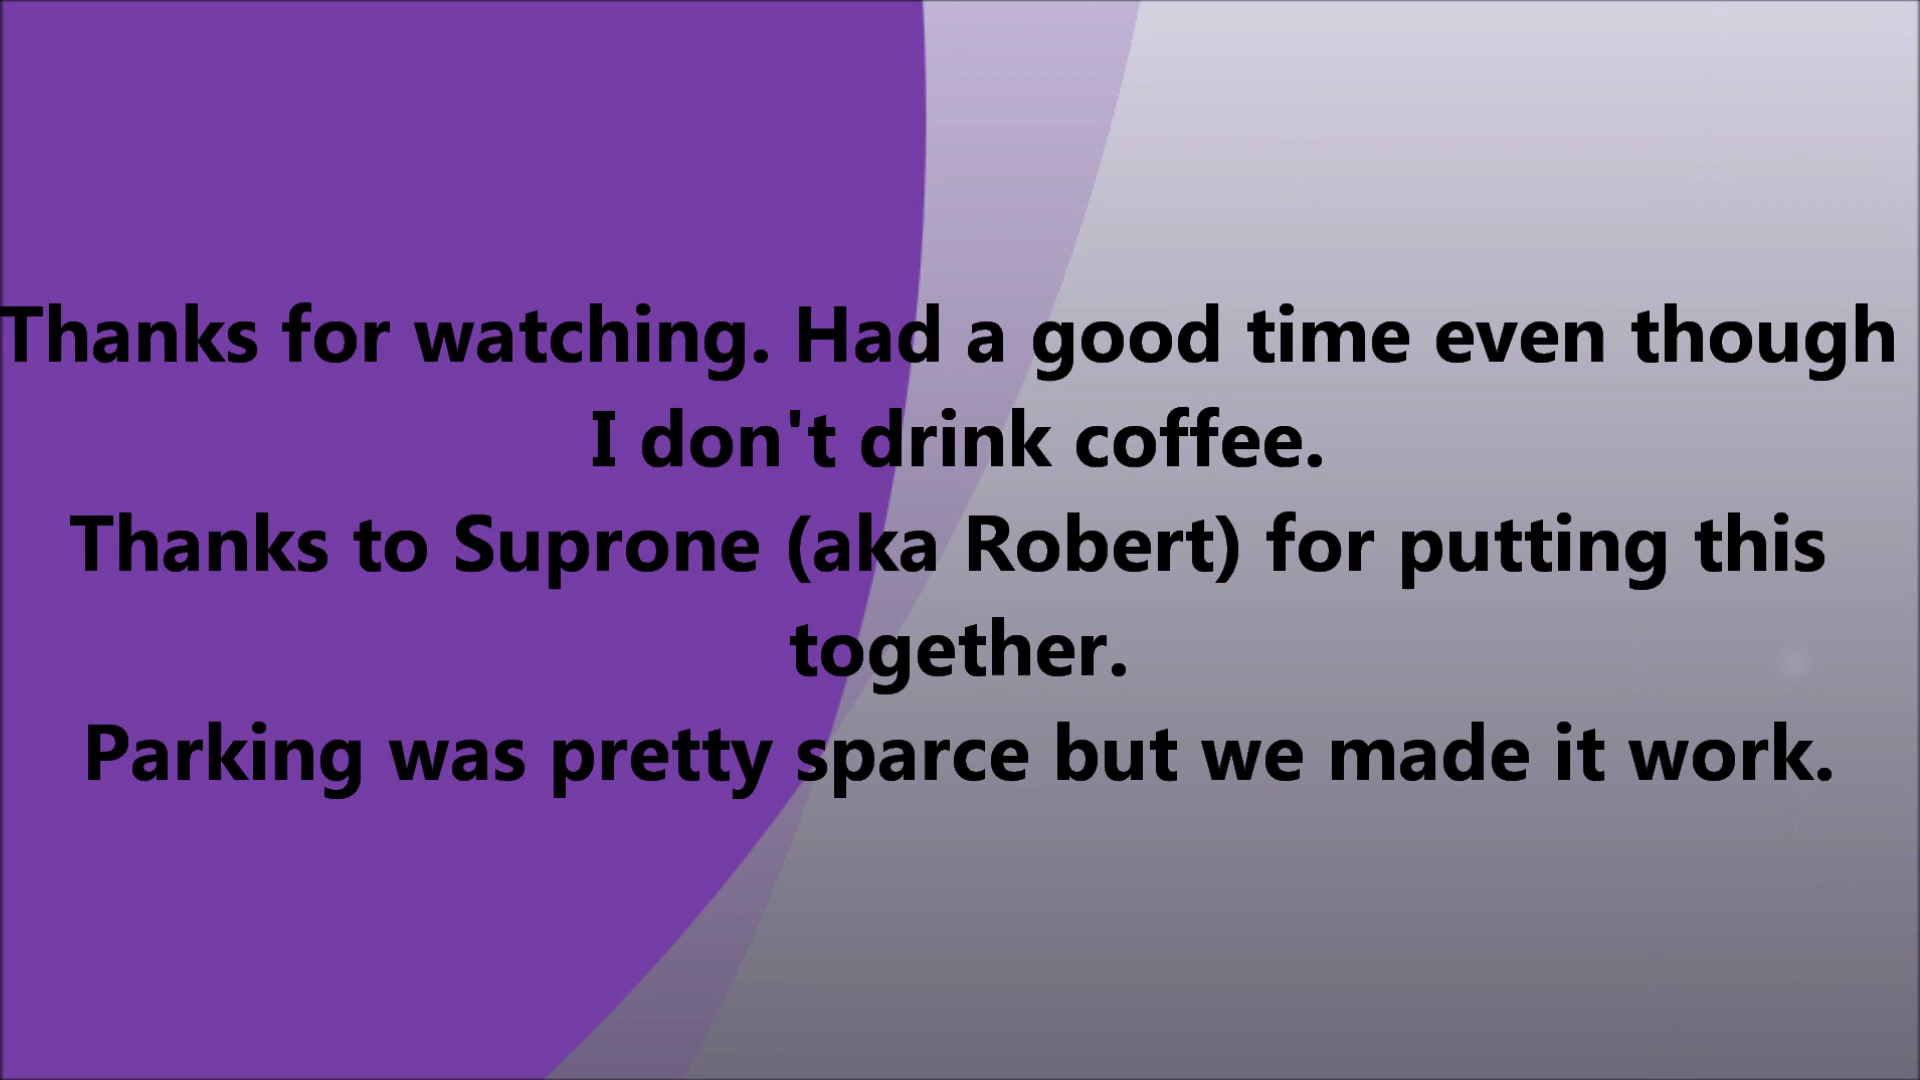 Thanks for watching. Had a good time even though
I don't drink coffee.
Thanks to Suprone (aka Robert) for putting this
together.
Parking was pretty sparce but we made it work.